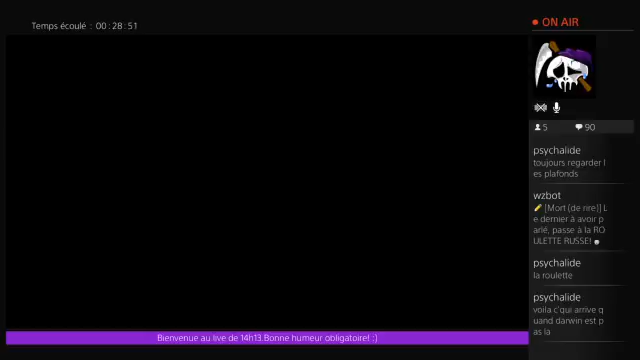 Temps écoulé : 00:28:51
ON AIR
5
90
psychalide
toujours regarder l
es plafonds
wzbot
[Mort (de rire)] L
e dernier à avoir p
arlé, passe à la RO
ULETTE RUSSE!
psychalide
la roulette
psychalide
voila c'qui arrive q
uand darwin est p
as la
Bienvenue au live de 14h13.Bonne humeur obligatoire! :)